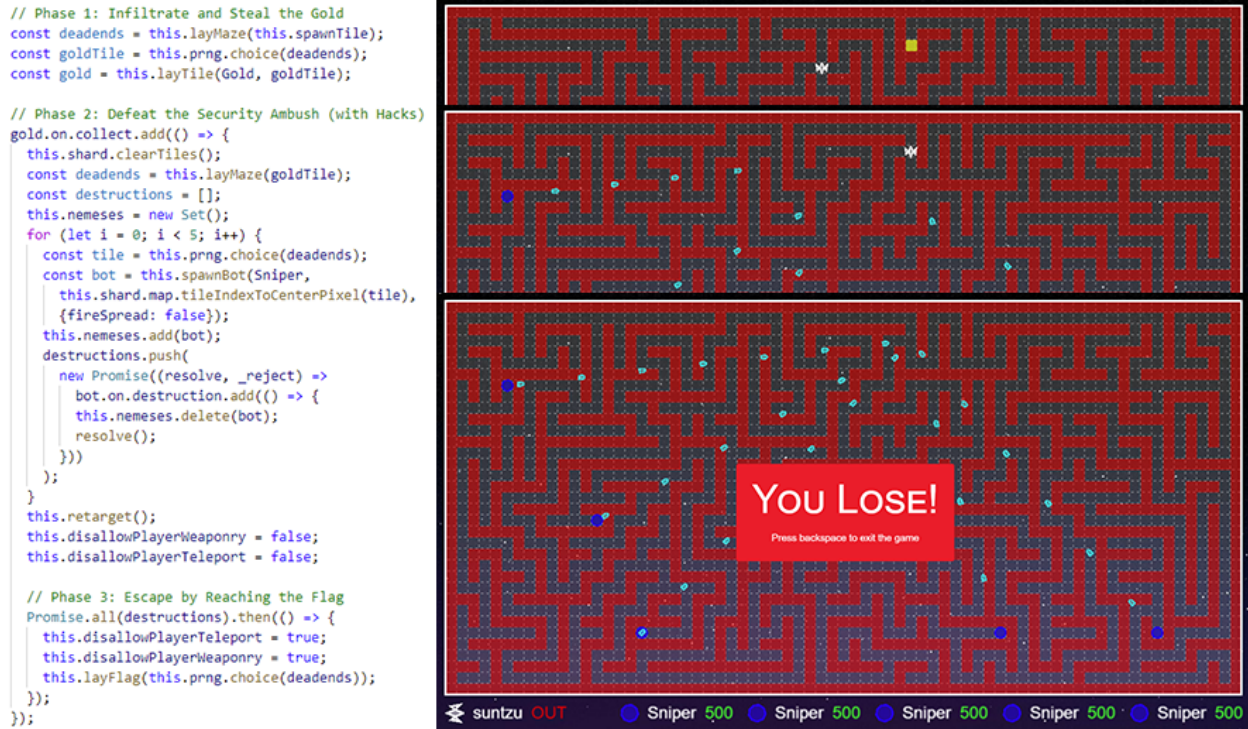 // Phase 1: Infiltrate and Steal the Gold
const deadends = this.layMaze(this.spawnTile);
const goldTile = this.prng.choice(deadends);
const gold = this.layTile(Gold, goldTile);

// Phase 2: Defeat the Security Ambush (with Hacks)
gold.on.collect.add(() => {
  this.shard.clearTiles();
  const deadends = this.layMaze(goldTile);
  const destructions = [];
  this.nemeses = new Set();
  for (let i = 0; i < 5; i++) {
    const tile = this.prng.choice(deadends);
    const bot = this.spawnBot(Sniper,
      this.shard.map.tileIndexToCenterPixel(tile),
      {fireSpread: false});
    this.nemeses.add(bot);
    destructions.push(
      new Promise((resolve, _reject) =>
        bot.on.destruction.add(() => {
        this.nemeses.delete(bot);
        resolve();
      }))
    );
  }
  this.retarget();
  this.disallowPlayerWeaponry = false;
  this.disallowPlayerTeleport = false;

  // Phase 3: Escape by Reaching the Flag
  Promise.all(destructions).then(() => {
    this.disallowPlayerTeleport = true;
    this.disallowPlayerWeaponry = true;
    this.layFlag(this.prng.choice(deadends));
  });
});
YOU LOSE!
Press backspace to exit the game
suntzu OUT Sniper 500 Sniper 500 Sniper 500 Sniper 500 Sniper 500